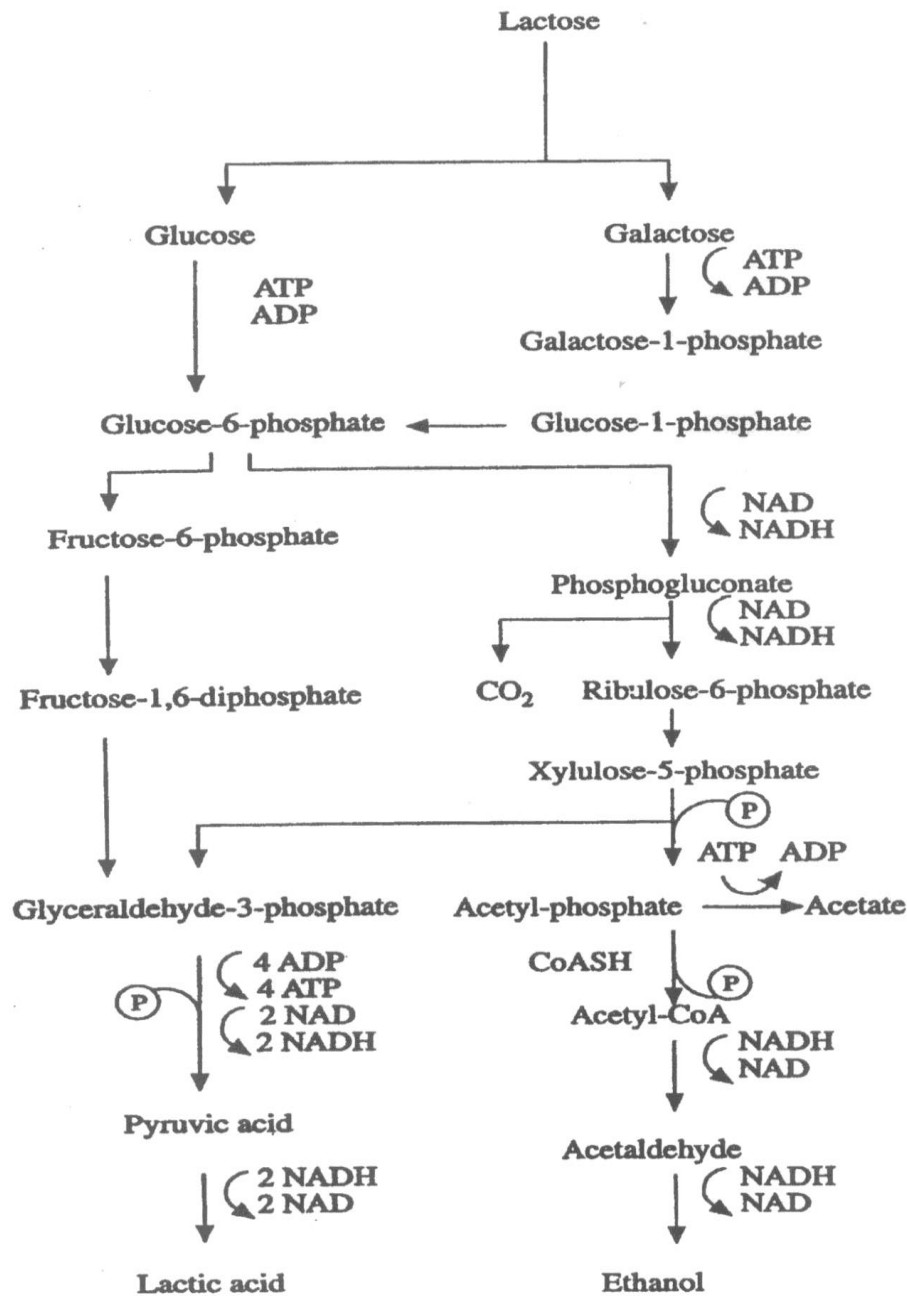 Lactose
Glucose
Galactose
ATP
ADP
ATP
ADP
Galactose-1-phosphate
Glucose-6-phosphate
Glucose-1-phosphate
NAD
NADH
Fructose-6-phosphate
Phosphogluconate
NAD
NADH
Fructose-1,6-diphosphate
CO₂
Ribulose-6-phosphate
Xylulose-5-phosphate
P
ATP
ADP
Glyceraldehyde-3-phosphate
Acetyl-phosphate
Acetate
4 ADP
4 ATP
2 NAD
2 NADH
P
CoASH
P
Acetyl-CoA
NADH
NAD
Pyruvic acid
Acetaldehyde
2 NADH
2 NAD
NADH
NAD
Lactic acid
Ethanol